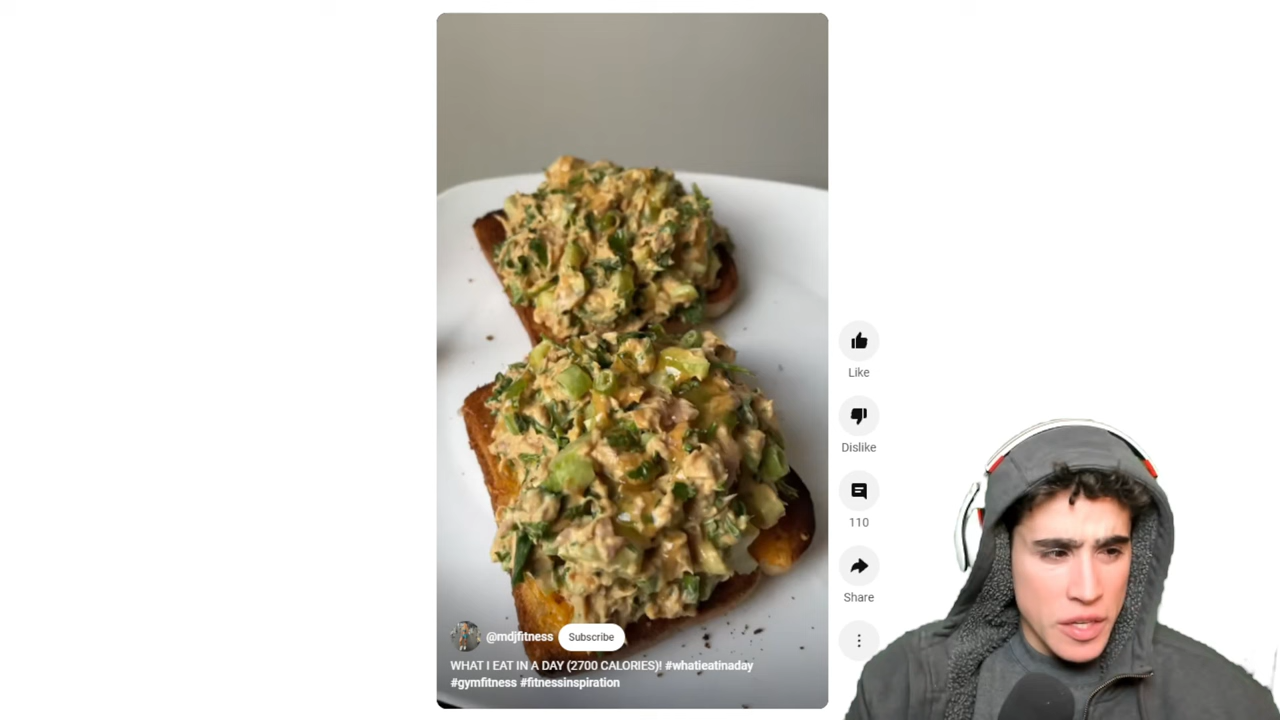 Like
Dislike
110
Share
@mdjfitness Subscribe
WHAT I EAT IN A DAY (2700 CALORIES)! #whatieatinaday
#gymfitness #fitnessinspiration